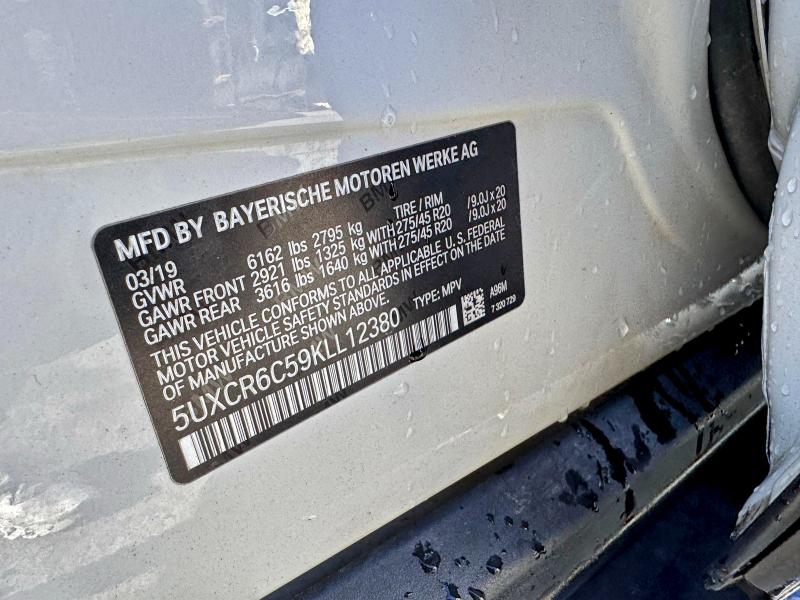 MFD BY BAYERISCHE MOTOREN WERKE AG
03/19 TIRE / RIM
GVWR 6162 lbs 2795 kg
GAWR FRONT 2921 lbs 1325 kg WITH 275/45 R20 /9.0J x 20
GAWR REAR 3616 lbs 1640 kg WITH 275/45 R20 /9.0J x 20
THIS VEHICLE CONFORMS TO ALL APPLICABLE U.S. FEDERAL
MOTOR VEHICLE SAFETY STANDARDS IN EFFECT ON THE DATE
OF MANUFACTURE SHOWN ABOVE. TYPE: MPV
5UXCR6C59KLL12380
A96M
7 320 729